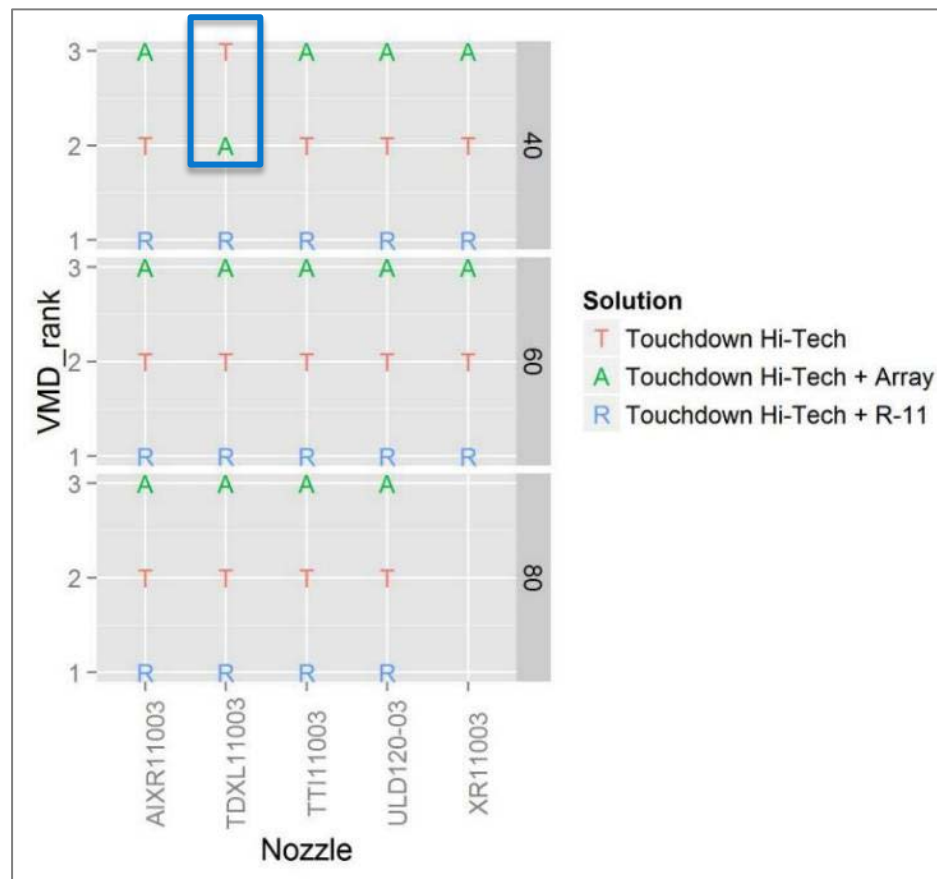 3 A T A A A
2 T A T T T
1 R R R R R
40
3 A A A A A
2 T T T T T
1 R R R R R
60
3 A A A A
2 T T T T
1 R R R R
80
VMD_rank
AIXR11003
TDXL11003
TTI11003
ULD120-03
XR11003
Nozzle
Solution
T Touchdown Hi-Tech
A Touchdown Hi-Tech + Array
R Touchdown Hi-Tech + R-11